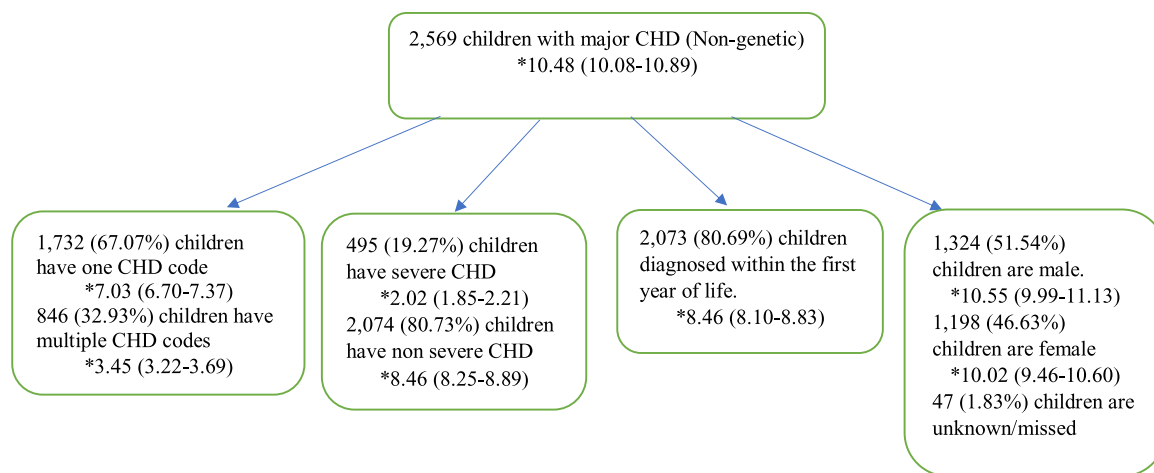 2,569 children with major CHD (Non-genetic)
*10.48 (10.08-10.89)
1,732 (67.07%) children
have one CHD code
*7.03 (6.70-7.37)
846 (32.93%) children have
multiple CHD codes
*3.45 (3.22-3.69)
495 (19.27%) children
have severe CHD
*2.02 (1.85-2.21)
2,074 (80.73%) children
have non severe CHD
*8.46 (8.25-8.89)
2,073 (80.69%) children
diagnosed within the first
year of life.
*8.46 (8.10-8.83)
1,324 (51.54%)
children are male.
*10.55 (9.99-11.13)
1,198 (46.63%)
children are female
*10.02 (9.46-10.60)
47 (1.83%) children are
unknown/missed